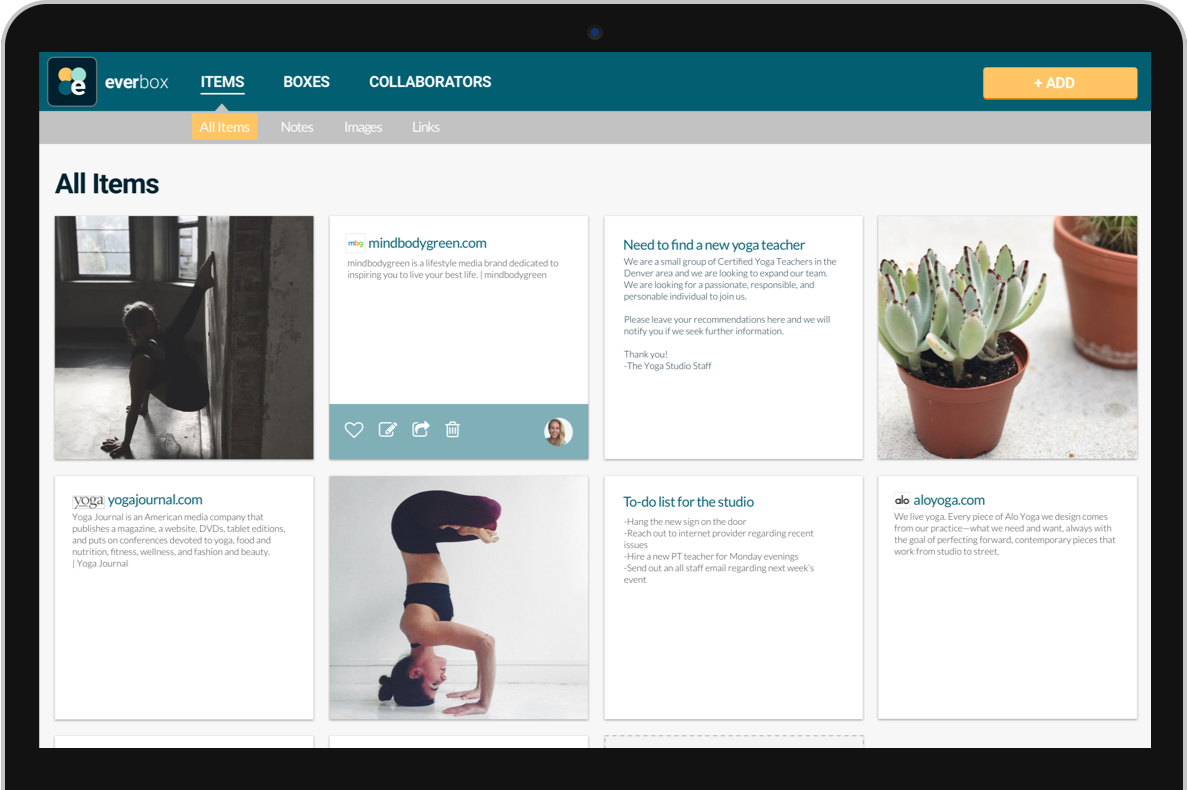 e everbox ITEMS BOXES COLLABORATORS + ADD
All Items Notes Images Links
All Items
mbg mindbodygreen.com
mindbodygreen is a lifestyle media brand dedicated to
inspiring you to live your best life. | mindbodygreen
Need to find a new yoga teacher
We are a small group of Certified Yoga Teachers in the
Denver area and we are looking to expand our team.
We are looking for a passionate, responsible, and
personable individual to join us.
Please leave your recommendations here and we will
notify you if we seek further information.
Thank you!
-The Yoga Studio Staff
yoga yogajournal.com
Yoga Journal is an American media company that
publishes a magazine, a website, DVDs, tablet editions,
and puts on conferences devoted to yoga, food and
nutrition, fitness, wellness, and fashion and beauty.
| Yoga Journal
To-do list for the studio
-Hang the new sign on the door
-Reach out to internet provider regarding recent
issues
-Hire a new PT teacher for Monday evenings
-Send out an all staff email regarding next week's
event
alo aloyoga.com
We live yoga. Every piece of Alo Yoga we design comes
from our practice—what we need and want, always with
the goal of perfecting forward, contemporary pieces that
work from studio to street.